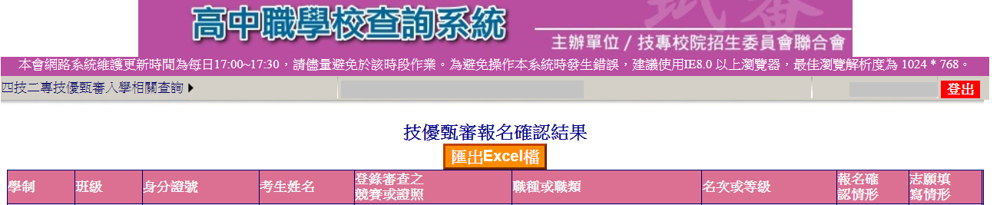 甄審
高中職學校查詢系統
主辦單位 / 技專校院招生委員會聯合會
本會網路系統維護更新時間為每日17:00~17:30，請儘量避免於該時段作業。為避免操作本系統時發生錯誤，建議使用IE8.0 以上瀏覽器，最佳瀏覽解析度為 1024 * 768。
四技二專技優甄審入學相關查詢
登出
技優甄審報名確認結果
匯出Excel檔
學制
班級
身分證號
考生姓名
登錄審查之
競賽或證照
職種或職類
名次或等級
報名確
認情形
志願填
寫情形